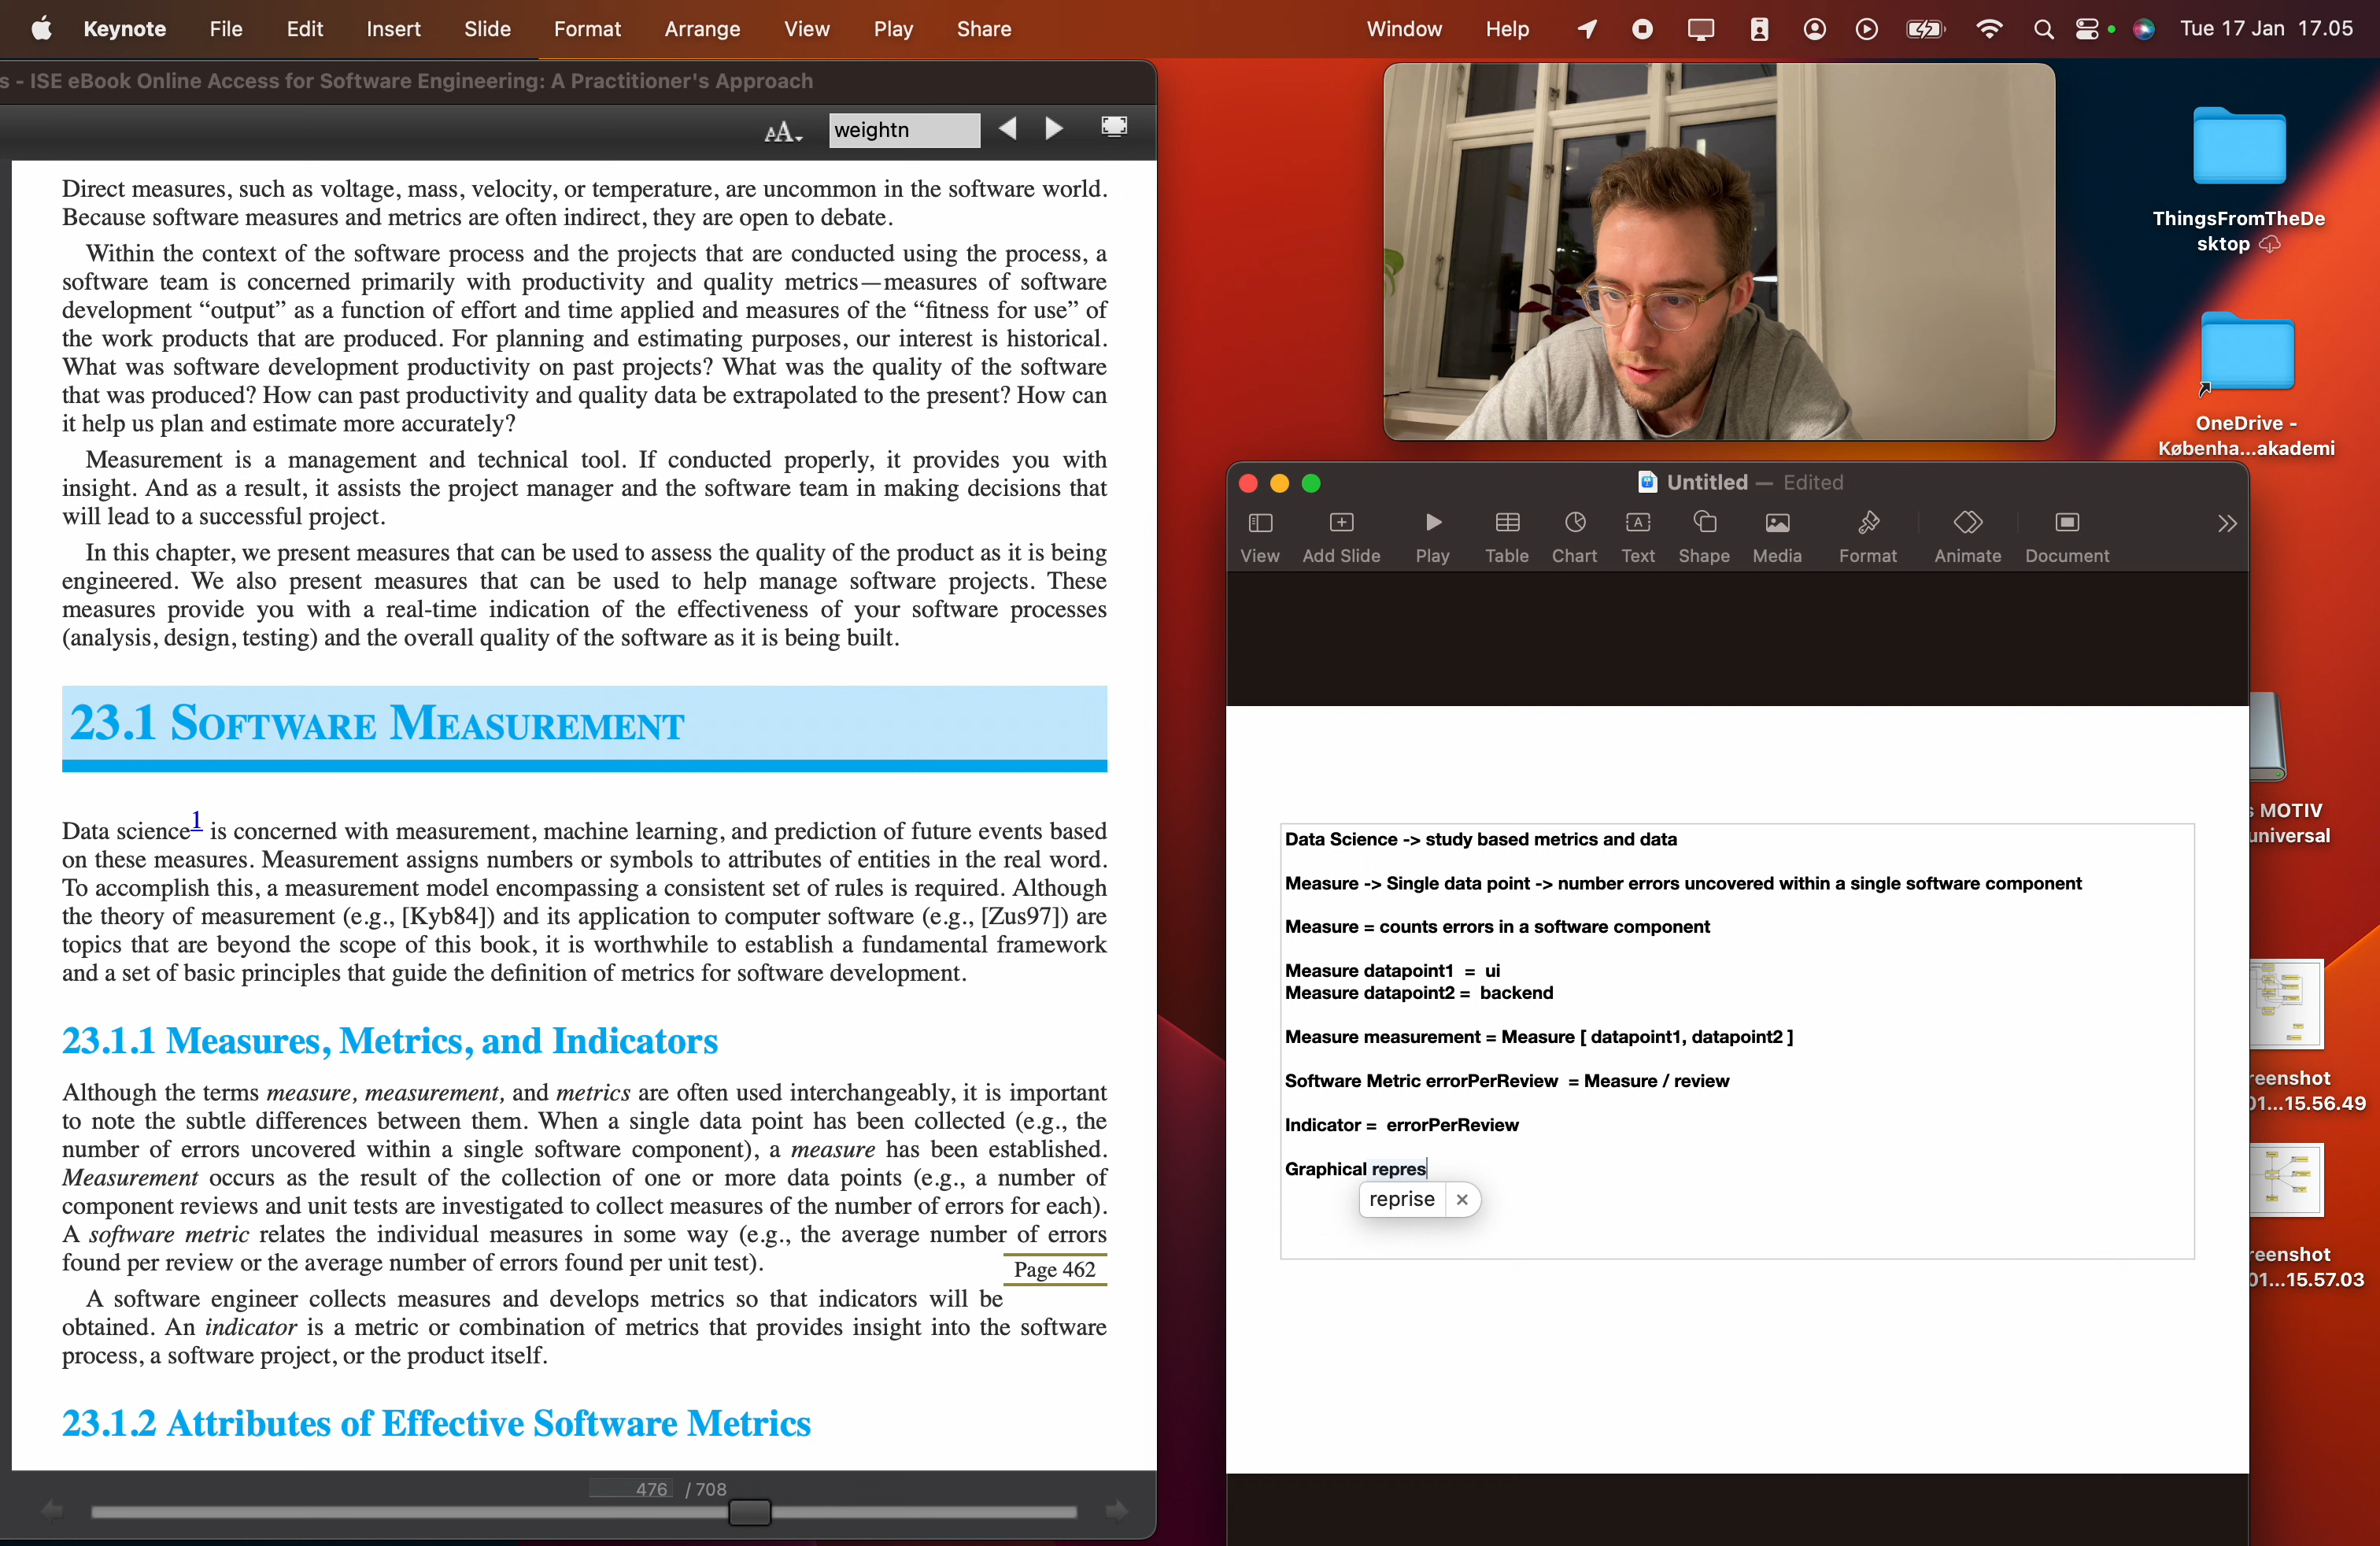 Keynote File Edit Insert Slide Format Arrange View Play Share Window Help Tue 17 Jan 17.05
s - ISE eBook Online Access for Software Engineering: A Practitioner's Approach
AA weightn
Direct measures, such as voltage, mass, velocity, or temperature, are uncommon in the software world.
Because software measures and metrics are often indirect, they are open to debate.
Within the context of the software process and the projects that are conducted using the process, a
software team is concerned primarily with productivity and quality metrics—measures of software
development “output” as a function of effort and time applied and measures of the “fitness for use” of
the work products that are produced. For planning and estimating purposes, our interest is historical.
What was software development productivity on past projects? What was the quality of the software
that was produced? How can past productivity and quality data be extrapolated to the present? How can
it help us plan and estimate more accurately?
Measurement is a management and technical tool. If conducted properly, it provides you with
insight. And as a result, it assists the project manager and the software team in making decisions that
will lead to a successful project.
In this chapter, we present measures that can be used to assess the quality of the product as it is being
engineered. We also present measures that can be used to help manage software projects. These
measures provide you with a real-time indication of the effectiveness of your software processes
(analysis, design, testing) and the overall quality of the software as it is being built.
23.1 SOFTWARE MEASUREMENT
Data science1 is concerned with measurement, machine learning, and prediction of future events based
on these measures. Measurement assigns numbers or symbols to attributes of entities in the real word.
To accomplish this, a measurement model encompassing a consistent set of rules is required. Although
the theory of measurement (e.g., [Kyb84]) and its application to computer software (e.g., [Zus97]) are
topics that are beyond the scope of this book, it is worthwhile to establish a fundamental framework
and a set of basic principles that guide the definition of metrics for software development.
23.1.1 Measures, Metrics, and Indicators
Although the terms measure, measurement, and metrics are often used interchangeably, it is important
to note the subtle differences between them. When a single data point has been collected (e.g., the
number of errors uncovered within a single software component), a measure has been established.
Measurement occurs as the result of the collection of one or more data points (e.g., a number of
component reviews and unit tests are investigated to collect measures of the number of errors for each).
A software metric relates the individual measures in some way (e.g., the average number of errors
found per review or the average number of errors found per unit test).
Page 462
A software engineer collects measures and develops metrics so that indicators will be
obtained. An indicator is a metric or combination of metrics that provides insight into the software
process, a software project, or the product itself.
23.1.2 Attributes of Effective Software Metrics
476 / 708
Untitled — Edited
View Add Slide Play Table Chart Text Shape Media Format Animate Document
Data Science -> study based metrics and data
Measure -> Single data point -> number errors uncovered within a single software component
Measure = counts errors in a software component
Measure datapoint1 = ui
Measure datapoint2 = backend
Measure measurement = Measure [ datapoint1, datapoint2 ]
Software Metric errorPerReview = Measure / review
Indicator = errorPerReview
Graphical repres
reprise ×
ThingsFromTheDe
sktop
OneDrive -
Københa...akademi
s MOTIV
universal
reenshot
01...15.56.49
reenshot
01...15.57.03